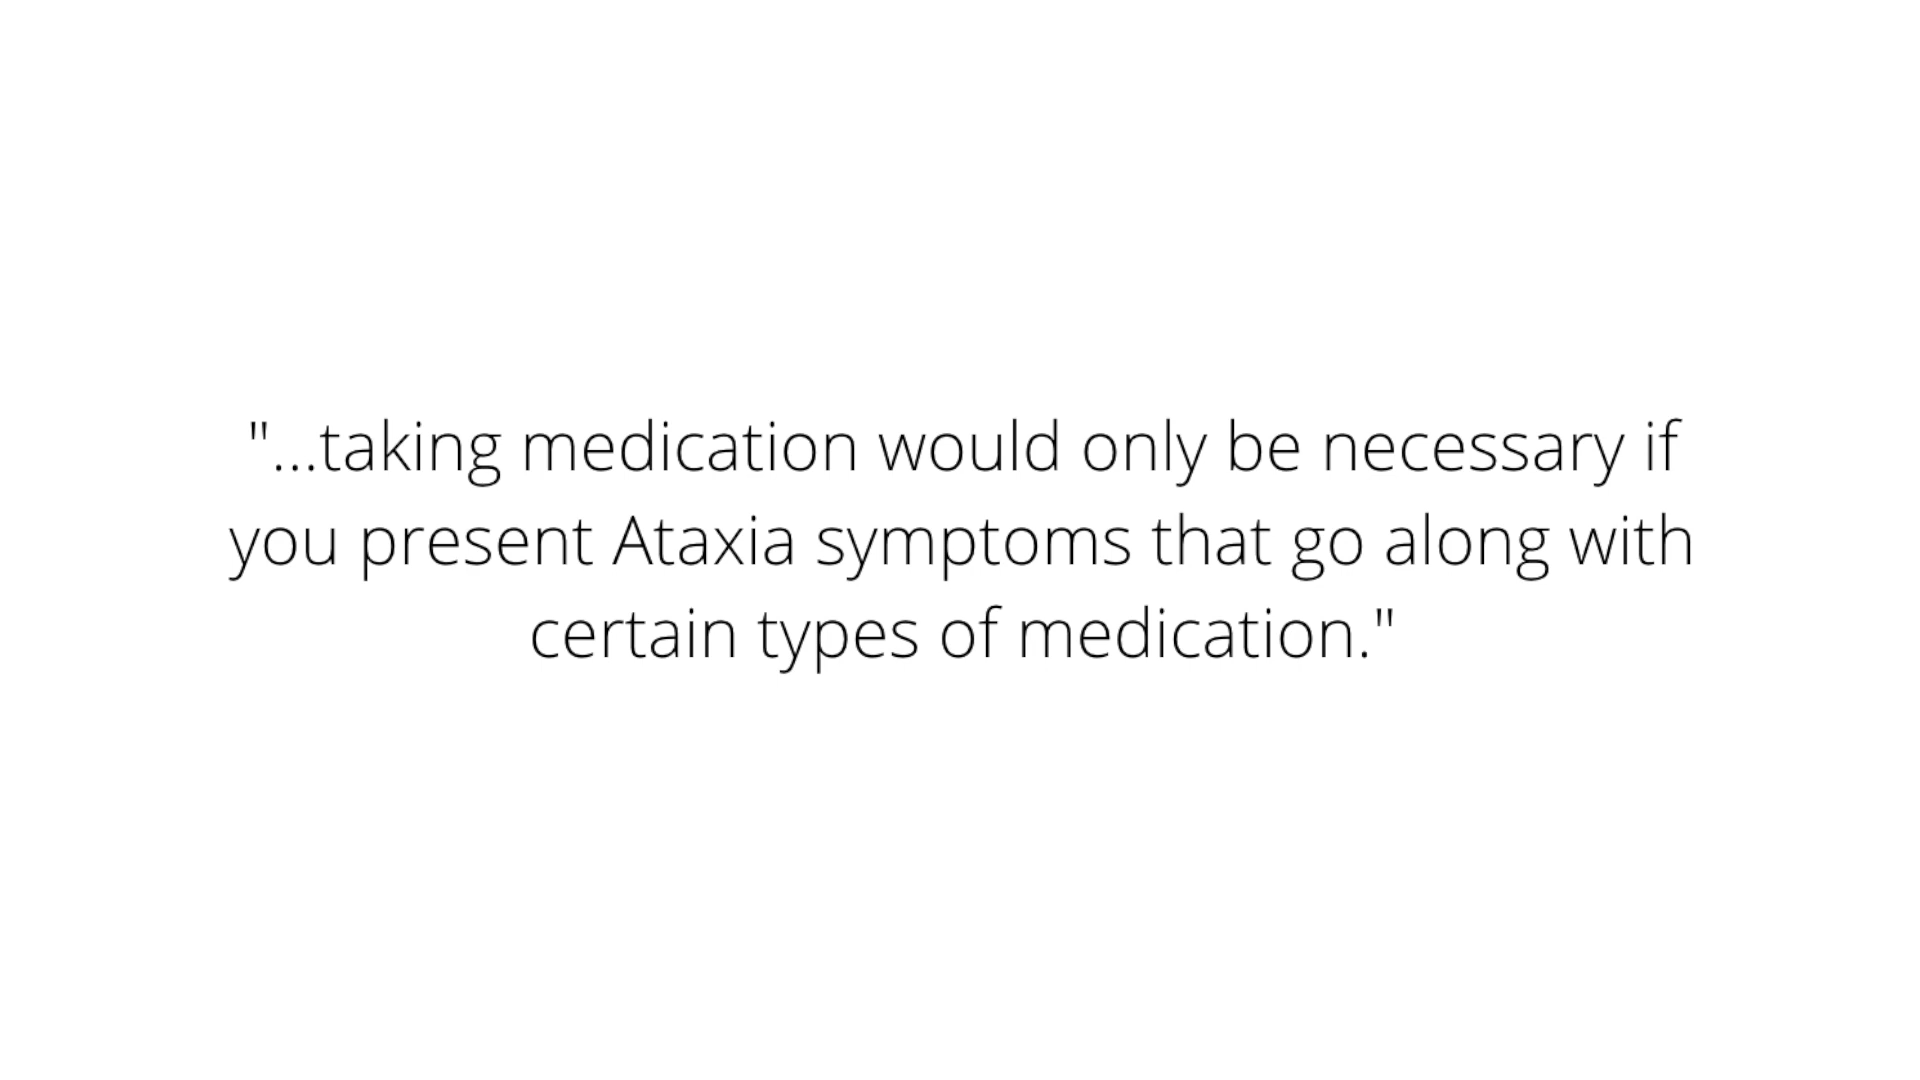 "...taking medication would only be necessary if
you present Ataxia symptoms that go along with
certain types of medication."